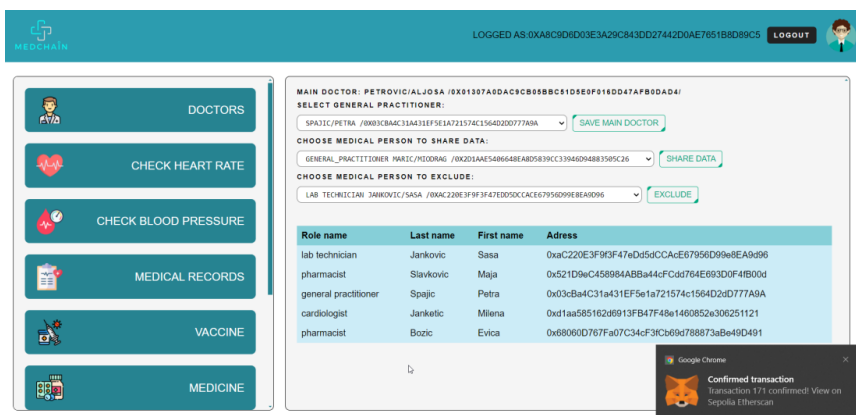 MEDCHAIN
LOGGED AS:0XA8C9D6D03E3A29C843DD27442D0AE7651B8D89C5 LOGOUT
DOCTORS
CHECK HEART RATE
CHECK BLOOD PRESSURE
MEDICAL RECORDS
VACCINE
MEDICINE
MAIN DOCTOR: PETROVIC/ALJOSA /0X01307A0DAC9CB05BBC51D5E0F016DD47AFB0DAD4/
SELECT GENERAL PRACTITIONER:
SPAJIC/PETRA /0X03CBA4C31A431EF5E1A721574C1564D2DD777A9A SAVE MAIN DOCTOR
CHOOSE MEDICAL PERSON TO SHARE DATA:
GENERAL_PRACTITIONER MARIC/MIODRAG /0X2D1AAE5406648EA8D5839CC33946D94883505C26 SHARE DATA
CHOOSE MEDICAL PERSON TO EXCLUDE:
LAB TECHNICIAN JANKOVIC/SASA /0XAC220E3F9F3F47EDD5DCCACE67956D99E8EA9D96 EXCLUDE
Role name Last name First name Adress
lab technician Jankovic Sasa 0xaC220E3F9f3F47eDd5dCCAcE67956D99e8EA9d96
pharmacist Slavkovic Maja 0x521D9eC458984ABBa44cFCdd764E693D0F4fB00d
general practitioner Spajic Petra 0x03cBa4C31a431EF5e1a721574c1564D2dD777A9A
cardiologist Janketic Milena 0xd1aa585162d6913FB47F48e1460852e306251121
pharmacist Bozic Evica 0x68060D767Fa07C34cF3fCb69d788873aBe49D491
Google Chrome
Confirmed transaction
Transaction 171 confirmed! View on
Sepolia Etherscan